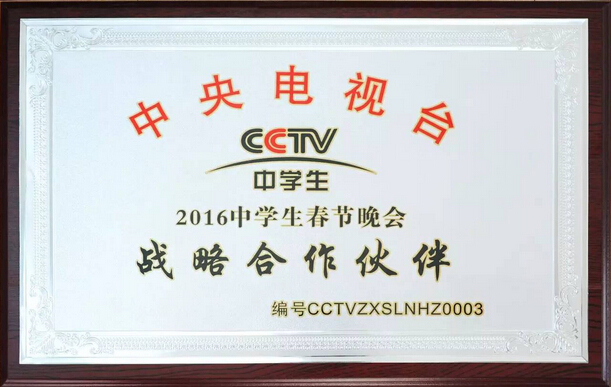 中央电视台
CCTV
中学生
2016中学生春节晚会
战略合作伙伴
编号CCTVZXSLNHZ0003